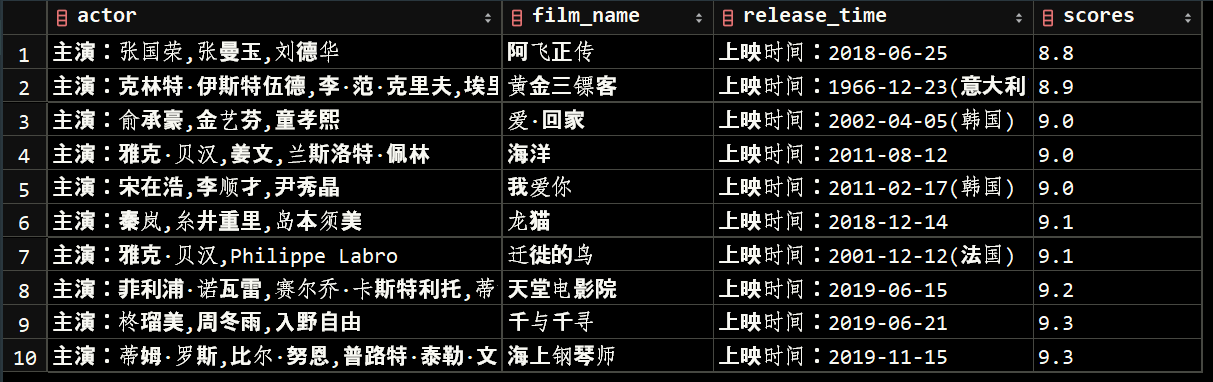 actor film_name release_time scores
1 主演：张国荣,张曼玉,刘德华 阿飞正传 上映时间：2018-06-25 8.8
2 主演：克林特·伊斯特伍德,李·范·克里夫,埃里 黄金三镖客 上映时间：1966-12-23(意大利 8.9
3 主演：俞承豪,金艺芬,童孝熙 爱·回家 上映时间：2002-04-05(韩国) 9.0
4 主演：雅克·贝汉,姜文,兰斯洛特·佩林 海洋 上映时间：2011-08-12 9.0
5 主演：宋在浩,李顺才,尹秀晶 我爱你 上映时间：2011-02-17(韩国) 9.0
6 主演：秦岚,糸井重里,岛本须美 龙猫 上映时间：2018-12-14 9.1
7 主演：雅克·贝汉,Philippe Labro 迁徙的鸟 上映时间：2001-12-12(法国) 9.1
8 主演：菲利浦·诺瓦雷,赛尔乔·卡斯特利托,蒂 天堂电影院 上映时间：2019-06-15 9.2
9 主演：柊瑠美,周冬雨,入野自由 千与千寻 上映时间：2019-06-21 9.3
10 主演：蒂姆·罗斯,比尔·努恩,普路特·泰勒·文 海上钢琴师 上映时间：2019-11-15 9.3